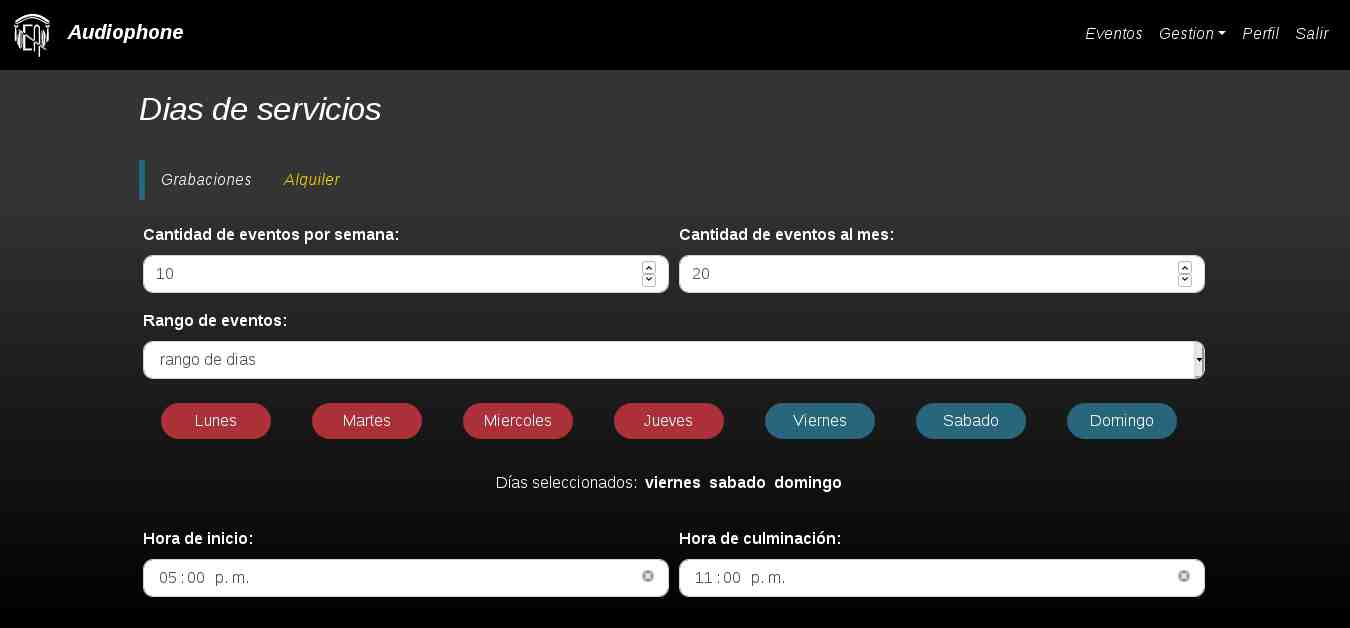 Audiophone
Eventos Gestion Perfil Salir
Dias de servicios
Grabaciones Alquiler
Cantidad de eventos por semana: Cantidad de eventos al mes:
10 20
Rango de eventos:
rango de dias
Lunes Martes Miercoles Jueves Viernes Sabado Domingo
Días seleccionados: viernes sabado domingo
Hora de inicio: Hora de culminación:
05:00 p. m. 11:00 p. m.